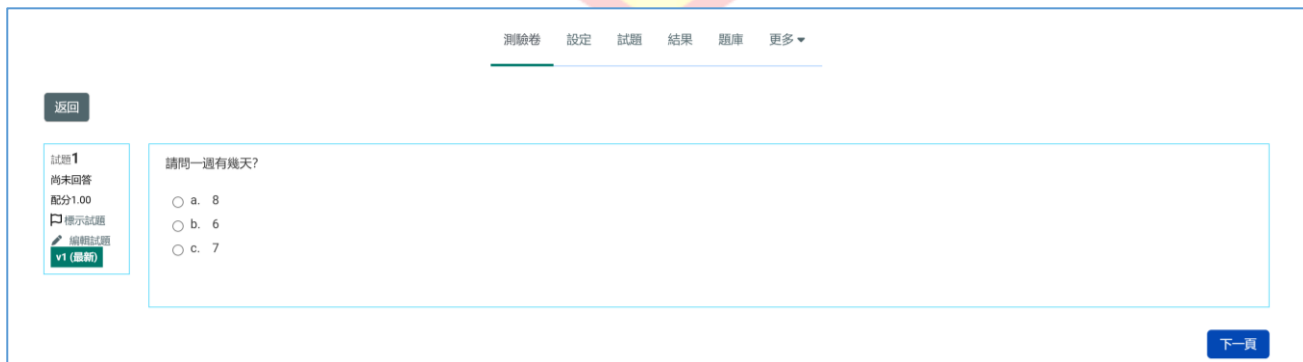 測驗卷 設定 試題 結果 題庫 更多
返回
試題1
尚未回答
配分1.00
標示試題
編輯試題
v1 (最新)
請問一週有幾天?
a. 8
b. 6
c. 7
下一頁